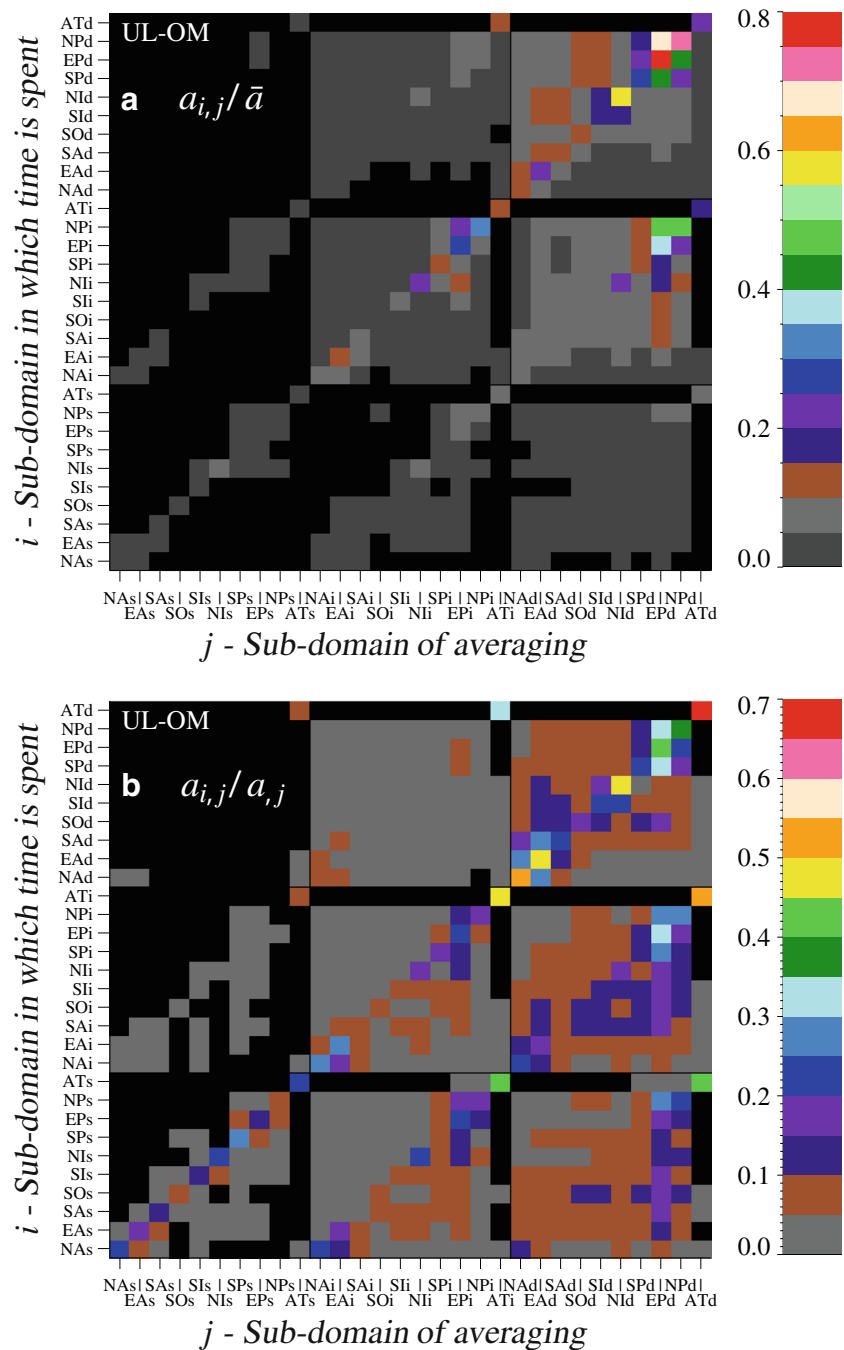 UL-OM
a a_{i,j}/ā
i - Sub-domain in which time is spent
ATd
NPd
EPd
SPd
NId
SId
SOd
SAd
EAd
NAd
ATi
NPi
EPi
SPi
NIi
SIi
SOi
SAi
EAi
NAi
ATs
NPs
EPs
SPs
NIs
SIs
SOs
SAs
EAs
NAs
0.8
0.6
0.4
0.2
0.0
NAs| SAs| SIs SPs| NPs| NAi| SAi| SIi SPi| NPi |NAd| SAd| SId SPd| NPd|
EAs SOs NIs EPs ATs EAi SOi NIi EPi ATi EAd SOd NId EPd ATd
j - Sub-domain of averaging
UL-OM
b a_{i,j}/a_{,j}
i - Sub-domain in which time is spent
ATd
NPd
EPd
SPd
NId
SId
SOd
SAd
EAd
NAd
ATi
NPi
EPi
SPi
NIi
SIi
SOi
SAi
EAi
NAi
ATs
NPs
EPs
SPs
NIs
SIs
SOs
SAs
EAs
NAs
0.7
0.6
0.5
0.4
0.3
0.2
0.1
0.0
NAs| SAs| SIs SPs| NPs| NAi| SAi| SIi SPi| NPi |NAd| SAd| SId SPd| NPd|
EAs SOs NIs EPs ATs EAi SOi NIi EPi ATi EAd SOd NId EPd ATd
j - Sub-domain of averaging